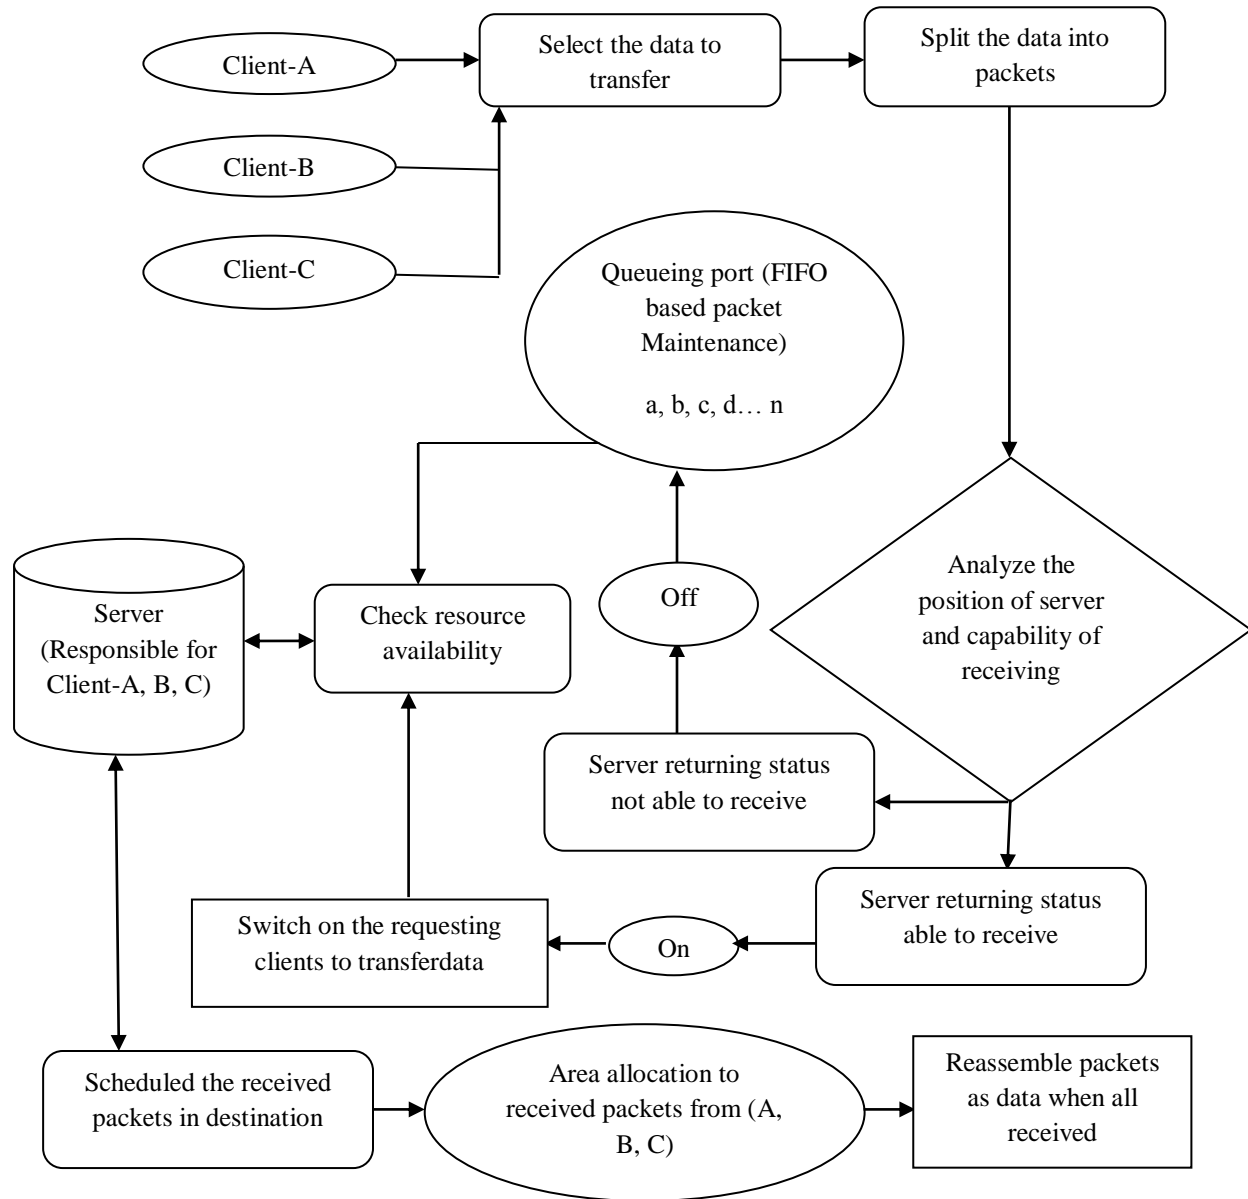 Client-A
Select the data to
transfer
Split the data into
packets
Client-B
Client-C
Queueing port (FIFO
based packet
Maintenance)
a, b, c, d… n
Analyze the
position of server
and capability of
receiving
Off
Server
(Responsible for
Client-A, B, C)
Check resource
availability
Server returning status
not able to receive
Server returning status
able to receive
On
Switch on the requesting
clients to transferdata
Scheduled the received
packets in destination
Area allocation to
received packets from (A,
B, C)
Reassemble packets
as data when all
received